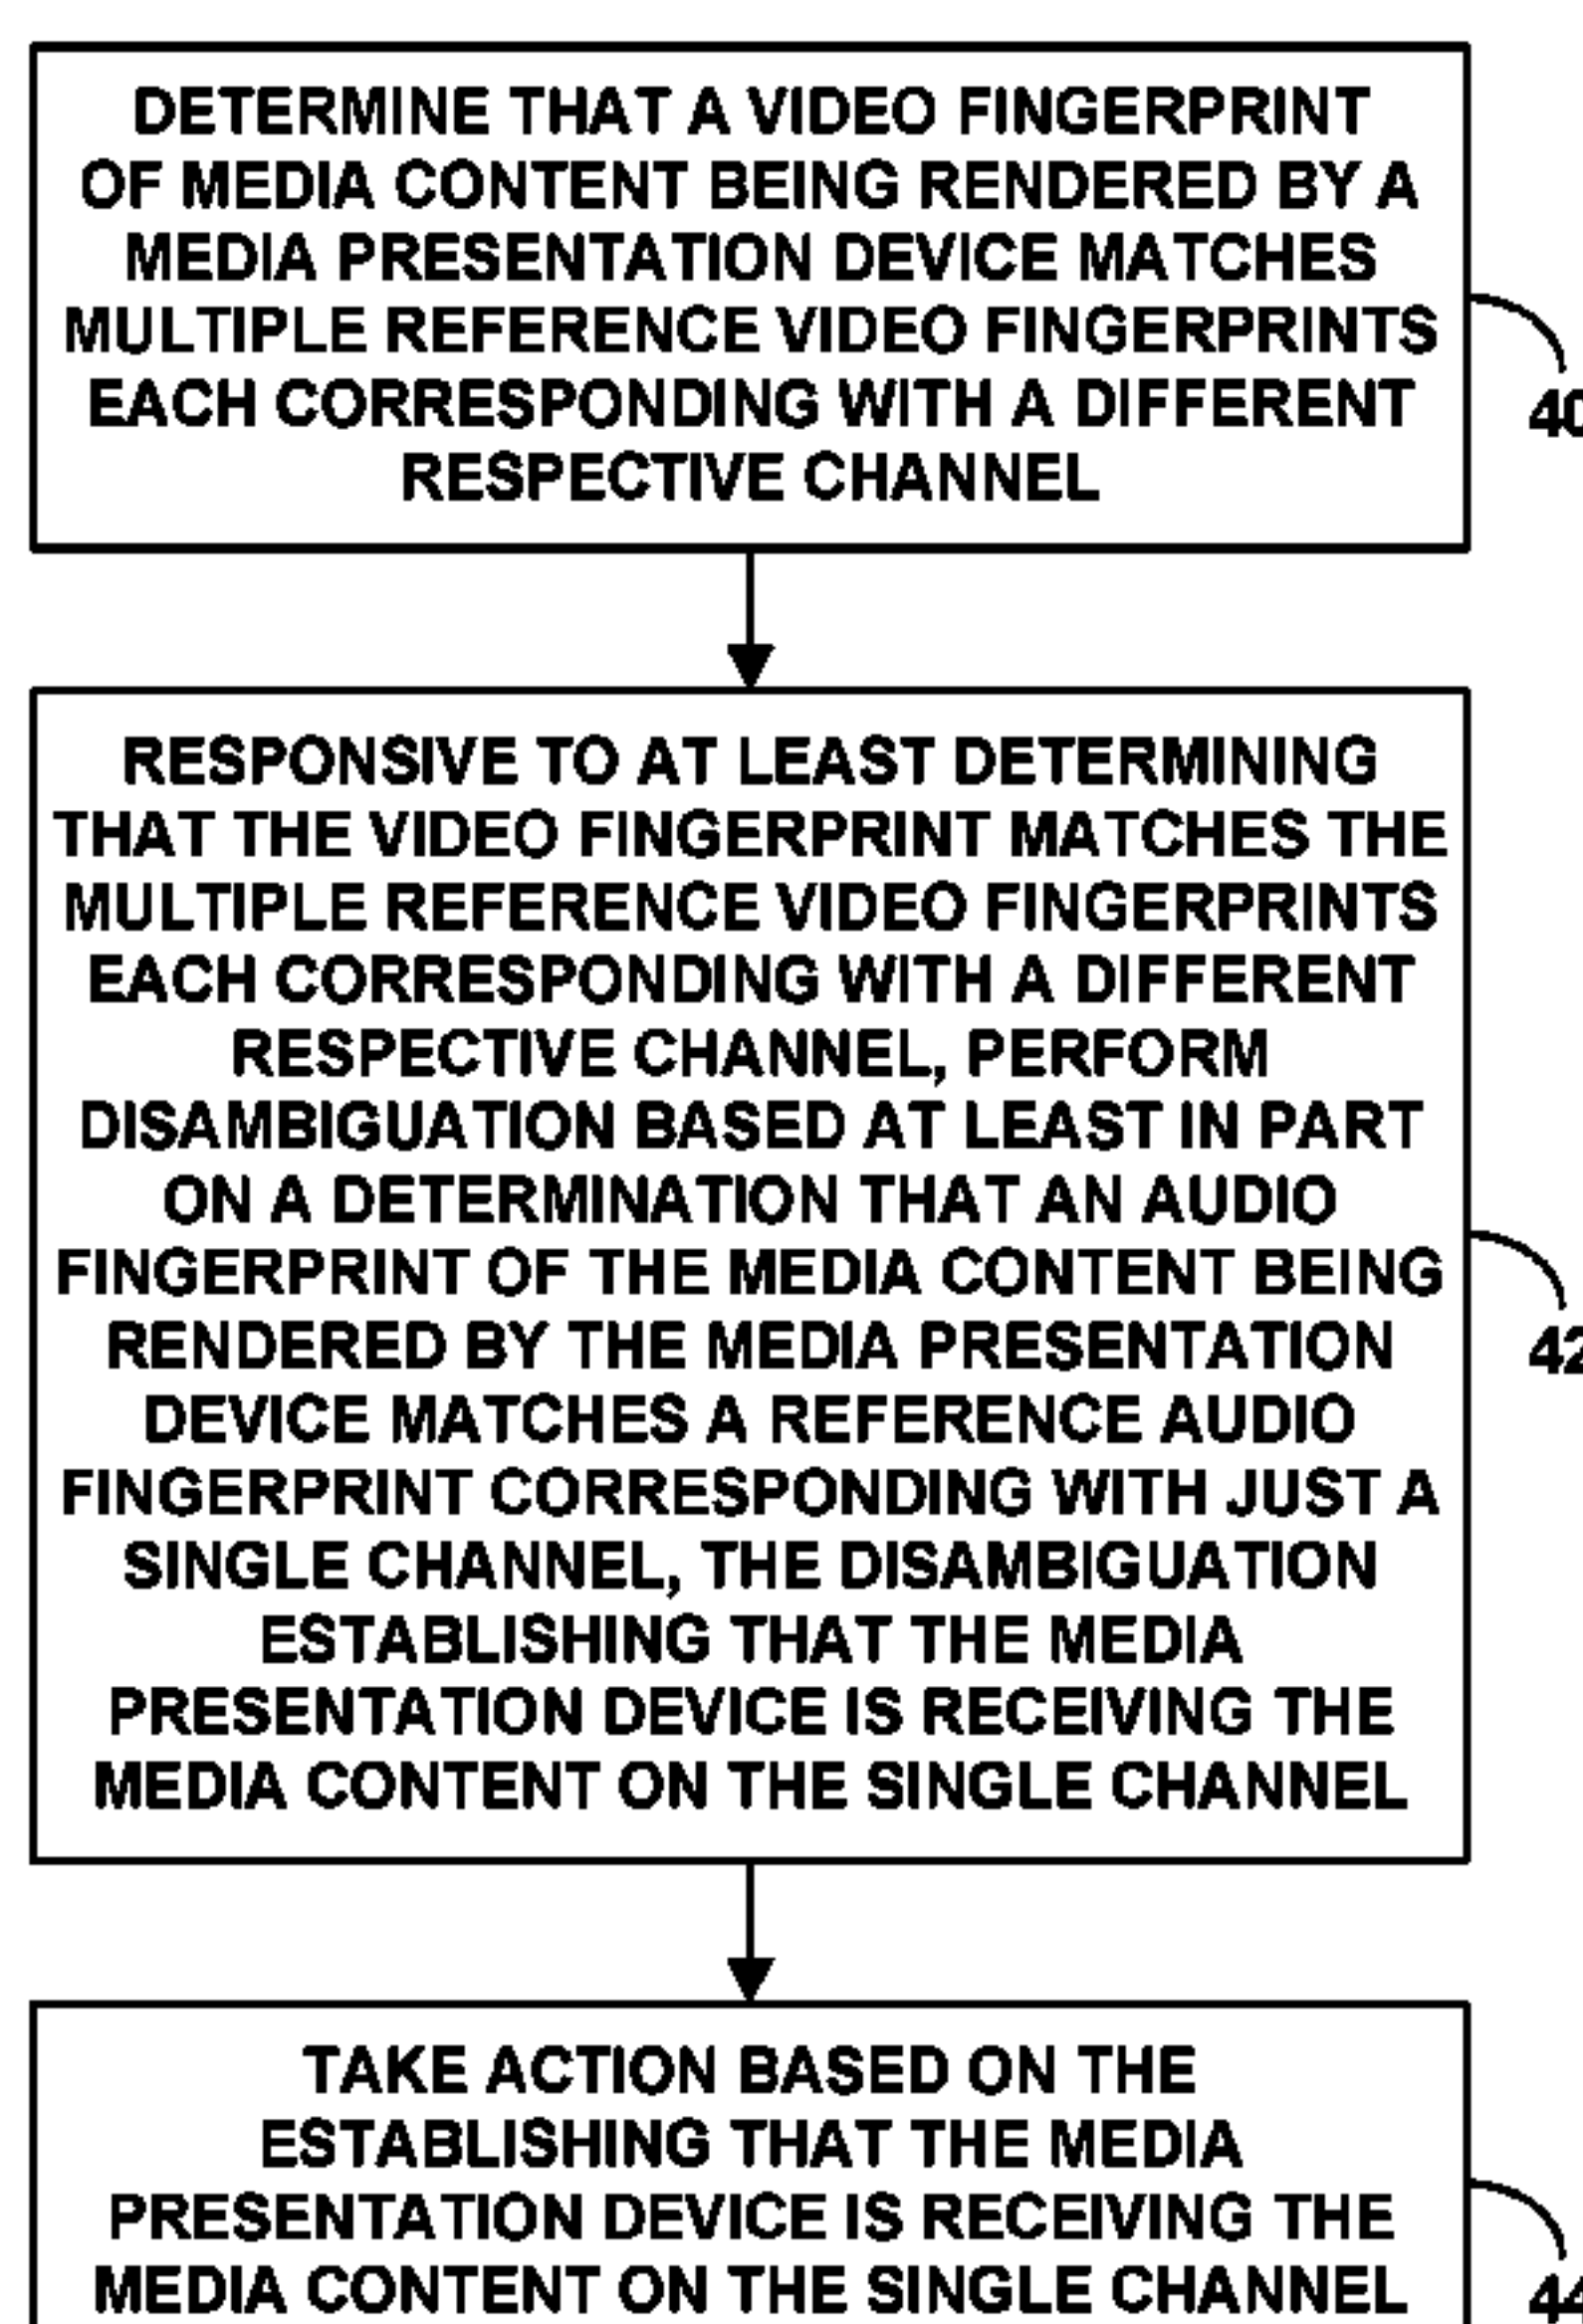 DETERMINE THAT A VIDEO FINGERPRINT
OF MEDIA CONTENT BEING RENDERED BY A
MEDIA PRESENTATION DEVICE MATCHES
MULTIPLE REFERENCE VIDEO FINGERPRINTS
EACH CORRESPONDING WITH A DIFFERENT
RESPECTIVE CHANNEL
40
RESPONSIVE TO AT LEAST DETERMINING
THAT THE VIDEO FINGERPRINT MATCHES THE
MULTIPLE REFERENCE VIDEO FINGERPRINTS
EACH CORRESPONDING WITH A DIFFERENT
RESPECTIVE CHANNEL, PERFORM
DISAMBIGUATION BASED AT LEAST IN PART
ON A DETERMINATION THAT AN AUDIO
FINGERPRINT OF THE MEDIA CONTENT BEING
RENDERED BY THE MEDIA PRESENTATION
DEVICE MATCHES A REFERENCE AUDIO
FINGERPRINT CORRESPONDING WITH JUST A
SINGLE CHANNEL, THE DISAMBIGUATION
ESTABLISHING THAT THE MEDIA
PRESENTATION DEVICE IS RECEIVING THE
MEDIA CONTENT ON THE SINGLE CHANNEL
42
TAKE ACTION BASED ON THE
ESTABLISHING THAT THE MEDIA
PRESENTATION DEVICE IS RECEIVING THE
MEDIA CONTENT ON THE SINGLE CHANNEL
44